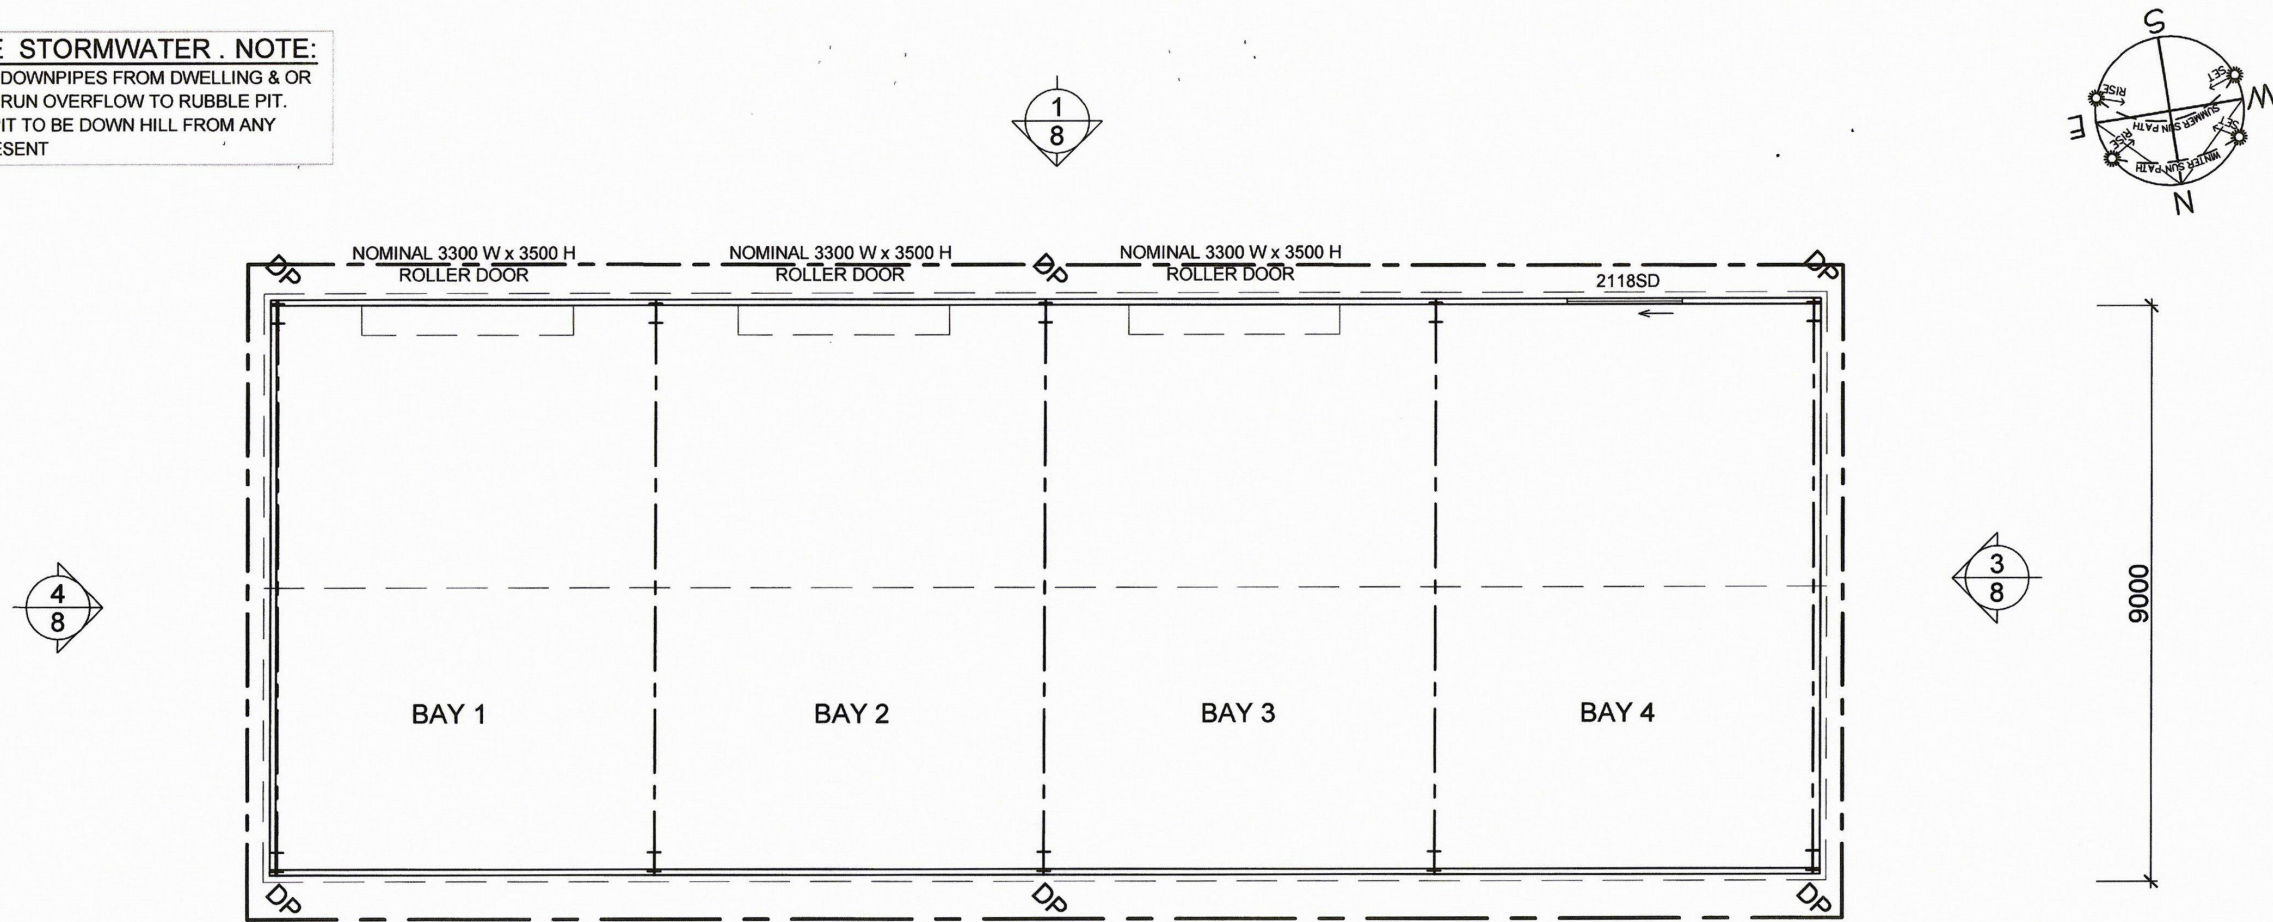 STORMWATER . NOTE:
DOWNPIPES FROM DWELLING & OR
RUN OVERFLOW TO RUBBLE PIT.
TO BE DOWN HILL FROM ANY
1
8
S
W
E
N
RISE
SET
SUMMER SUN PATH
RISE
SET
WINTER SUN PATH
NOMINAL 3300 W x 3500 H
ROLLER DOOR
NOMINAL 3300 W x 3500 H
ROLLER DOOR
NOMINAL 3300 W x 3500 H
ROLLER DOOR
2118SD
DP
DP
DP
4
8
3
8
9000
BAY 1
BAY 2
BAY 3
BAY 4
DP
DP
DP